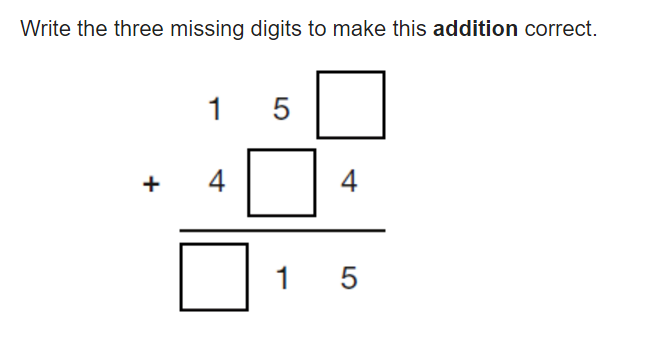 Write the three missing digits to make this addition correct.
1 5
+ 4 4
1 5